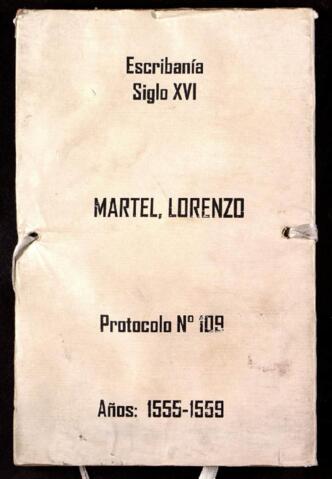 Escribanía
Siglo XVI
MARTEL, LORENZO
Protocolo Nº 109
Años: 1555-1559